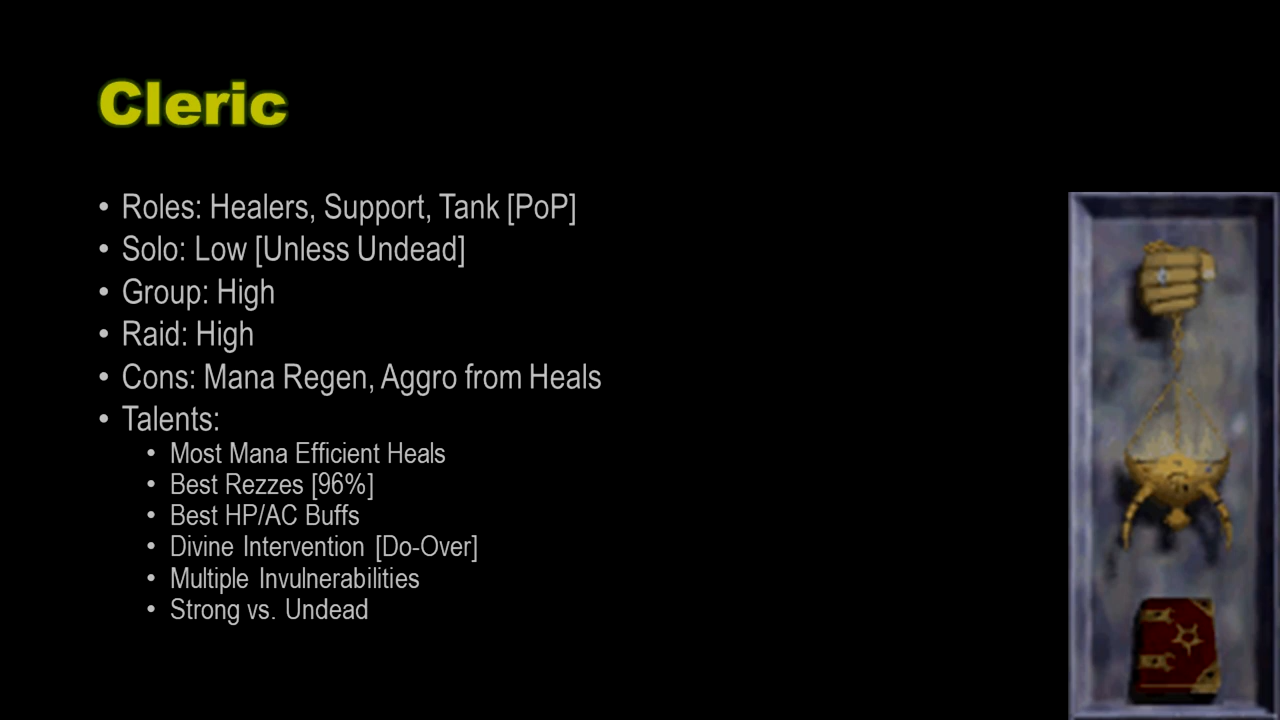 Cleric
• Roles: Healers, Support, Tank [PoP]
• Solo: Low [Unless Undead]
• Group: High
• Raid: High
• Cons: Mana Regen, Aggro from Heals
• Talents:
• Most Mana Efficient Heals
• Best Rezzes [96%]
• Best HP/AC Buffs
• Divine Intervention [Do-Over]
• Multiple Invulnerabilities
• Strong vs. Undead